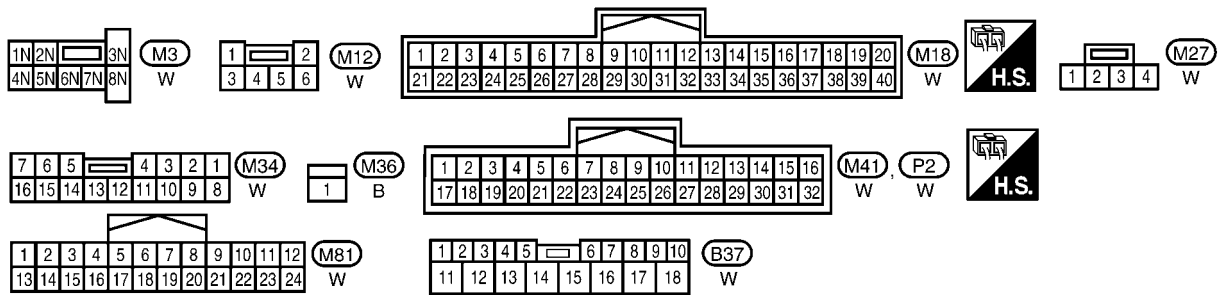 1N 2N 3N
4N 5N 6N 7N 8N
M3
W
1 2
3 4 5 6
M12
W
1 2 3 4 5 6 7 8 9 10 11 12 13 14 15 16 17 18 19 20
21 22 23 24 25 26 27 28 29 30 31 32 33 34 35 36 37 38 39 40
M18
W
H.S.
1 2 3 4
M27
W
7 6 5 4 3 2 1
16 15 14 13 12 11 10 9 8
M34
W
1
M36
B
1 2 3 4 5 6 7 8 9 10 11 12 13 14 15 16
17 18 19 20 21 22 23 24 25 26 27 28 29 30 31 32
M41 , P2
W W
H.S.
1 2 3 4 5 6 7 8 9 10 11 12
13 14 15 16 17 18 19 20 21 22 23 24
M81
W
1 2 3 4 5 6 7 8 9 10
11 12 13 14 15 16 17 18
B37
W